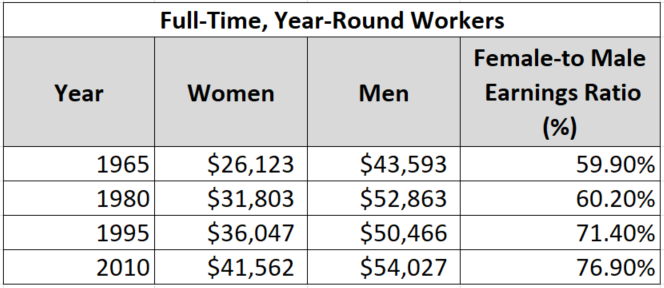 Full-Time, Year-Round Workers
Year Women Men Female-to Male Earnings Ratio (%)
1965 $26,123 $43,593 59.90%
1980 $31,803 $52,863 60.20%
1995 $36,047 $50,466 71.40%
2010 $41,562 $54,027 76.90%